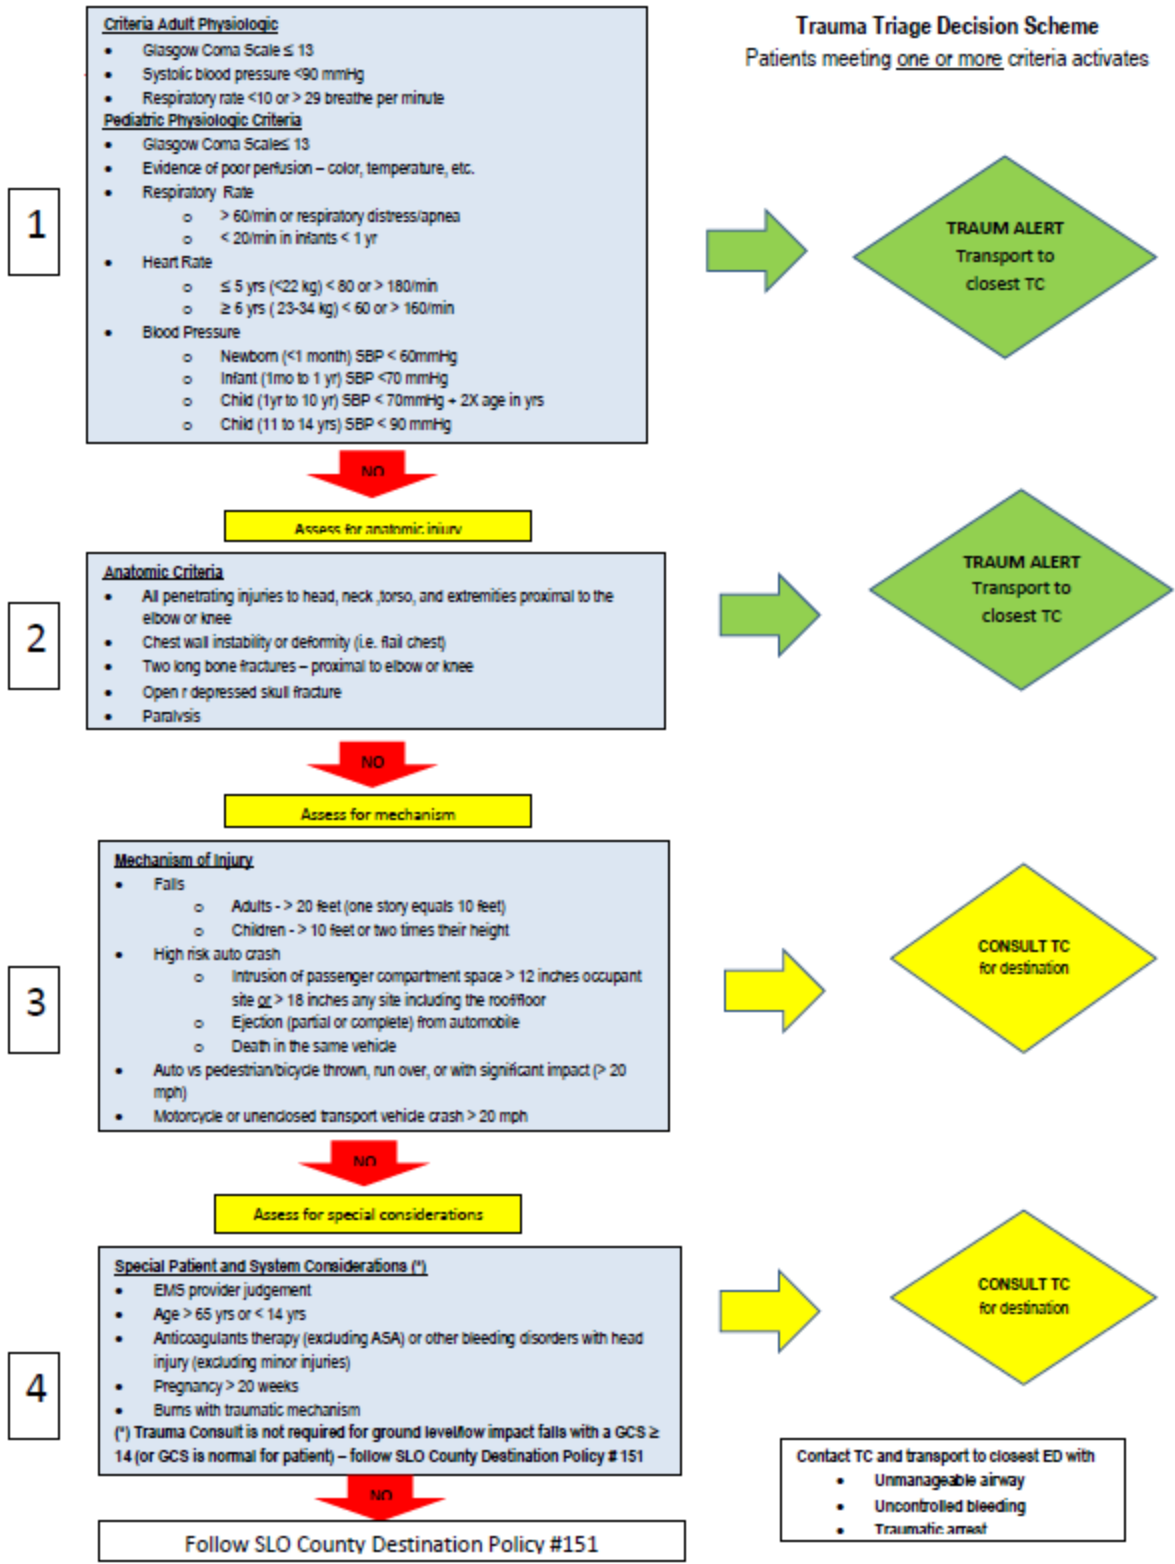 Trauma Triage Decision Scheme
Patients meeting one or more criteria activates
1
Criteria Adult Physiologic
• Glasgow Coma Scale ≤ 13
• Systolic blood pressure <90 mmHg
• Respiratory rate <10 or > 29 breathe per minute
Pediatric Physiologic Criteria
• Glasgow Coma Scale≤ 13
• Evidence of poor perfusion – color, temperature, etc.
• Respiratory Rate
o > 60/min or respiratory distress/apnea
o < 20/min in infants < 1 yr
• Heart Rate
o ≤ 5 yrs (<22 kg) < 80 or > 180/min
o ≥ 6 yrs ( 23-34 kg) < 60 or > 160/min
• Blood Pressure
o Newborn (<1 month) SBP < 60mmHg
o Infant (1mo to 1 yr) SBP <70 mmHg
o Child (1yr to 10 yr) SBP < 70mmHg + 2X age in yrs
o Child (11 to 14 yrs) SBP < 90 mmHg
TRAUM ALERT
Transport to
closest TC
NO
Assess for anatomic injury
2
Anatomic Criteria
• All penetrating injuries to head, neck ,torso, and extremities proximal to the
elbow or knee
• Chest wall instability or deformity (i.e. flail chest)
• Two long bone fractures – proximal to elbow or knee
• Open r depressed skull fracture
• Paralysis
TRAUM ALERT
Transport to
closest TC
NO
Assess for mechanism
3
Mechanism of Injury
• Falls
o Adults - > 20 feet (one story equals 10 feet)
o Children - > 10 feet or two times their height
• High risk auto crash
o Intrusion of passenger compartment space > 12 inches occupant
site or > 18 inches any site including the roof/floor
o Ejection (partial or complete) from automobile
o Death in the same vehicle
• Auto vs pedestrian/bicycle thrown, run over, or with significant impact (> 20
mph)
• Motorcycle or unenclosed transport vehicle crash > 20 mph
CONSULT TC
for destination
NO
Assess for special considerations
4
Special Patient and System Considerations (*)
• EMS provider judgement
• Age > 65 yrs or < 14 yrs
• Anticoagulants therapy (excluding ASA) or other bleeding disorders with head
injury (excluding minor injuries)
• Pregnancy > 20 weeks
• Burns with traumatic mechanism
(*) Trauma Consult is not required for ground level/low impact falls with a GCS ≥
14 (or GCS is normal for patient) – follow SLO County Destination Policy # 151
CONSULT TC
for destination
NO
Follow SLO County Destination Policy #151
Contact TC and transport to closest ED with
• Unmanageable airway
• Uncontrolled bleeding
• Traumatic arrest